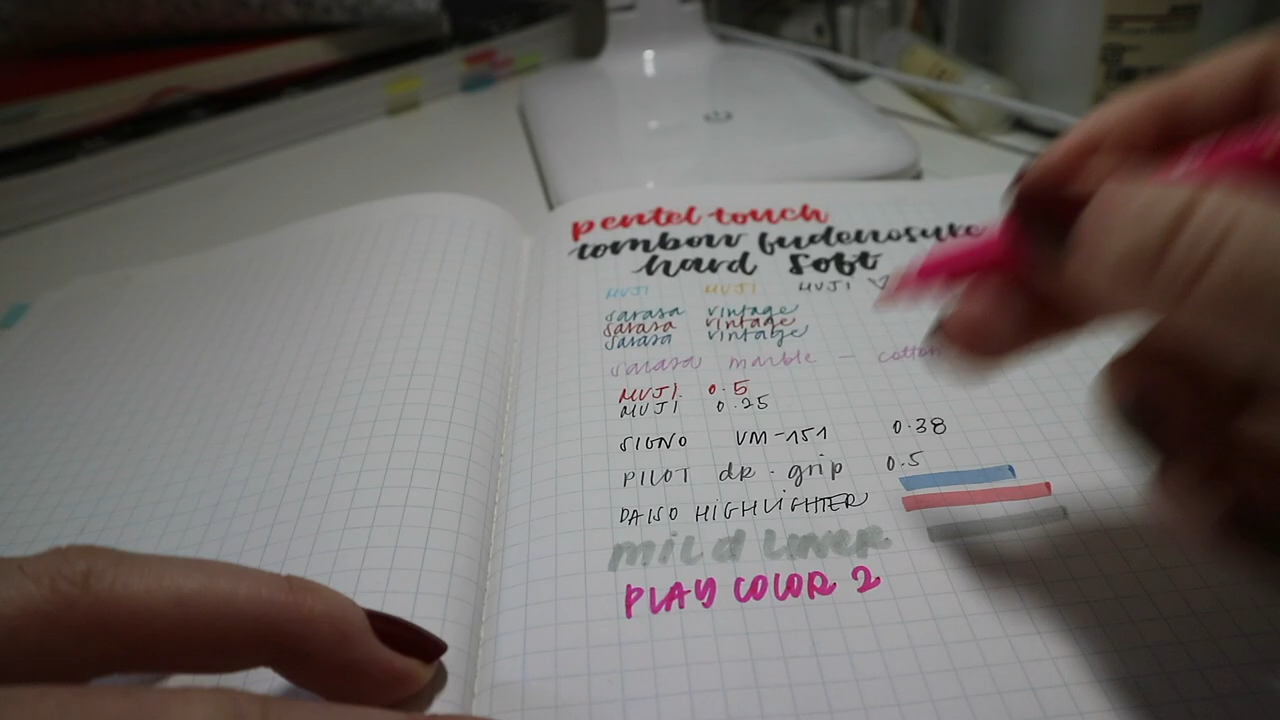 pentel touch
tombow fudenosuke
hard soft
MUJI MUJI MUJI
sarasa vintage
sarasa vintage
sarasa vintage
sarasa marble - cotton
MUJI 0.5
MUJI 0.25
SIGNO UM-151 0.38
PILOT dr. grip 0.5
DAISO HIGHLIGHTER
mild liner
PLAY COLOR 2